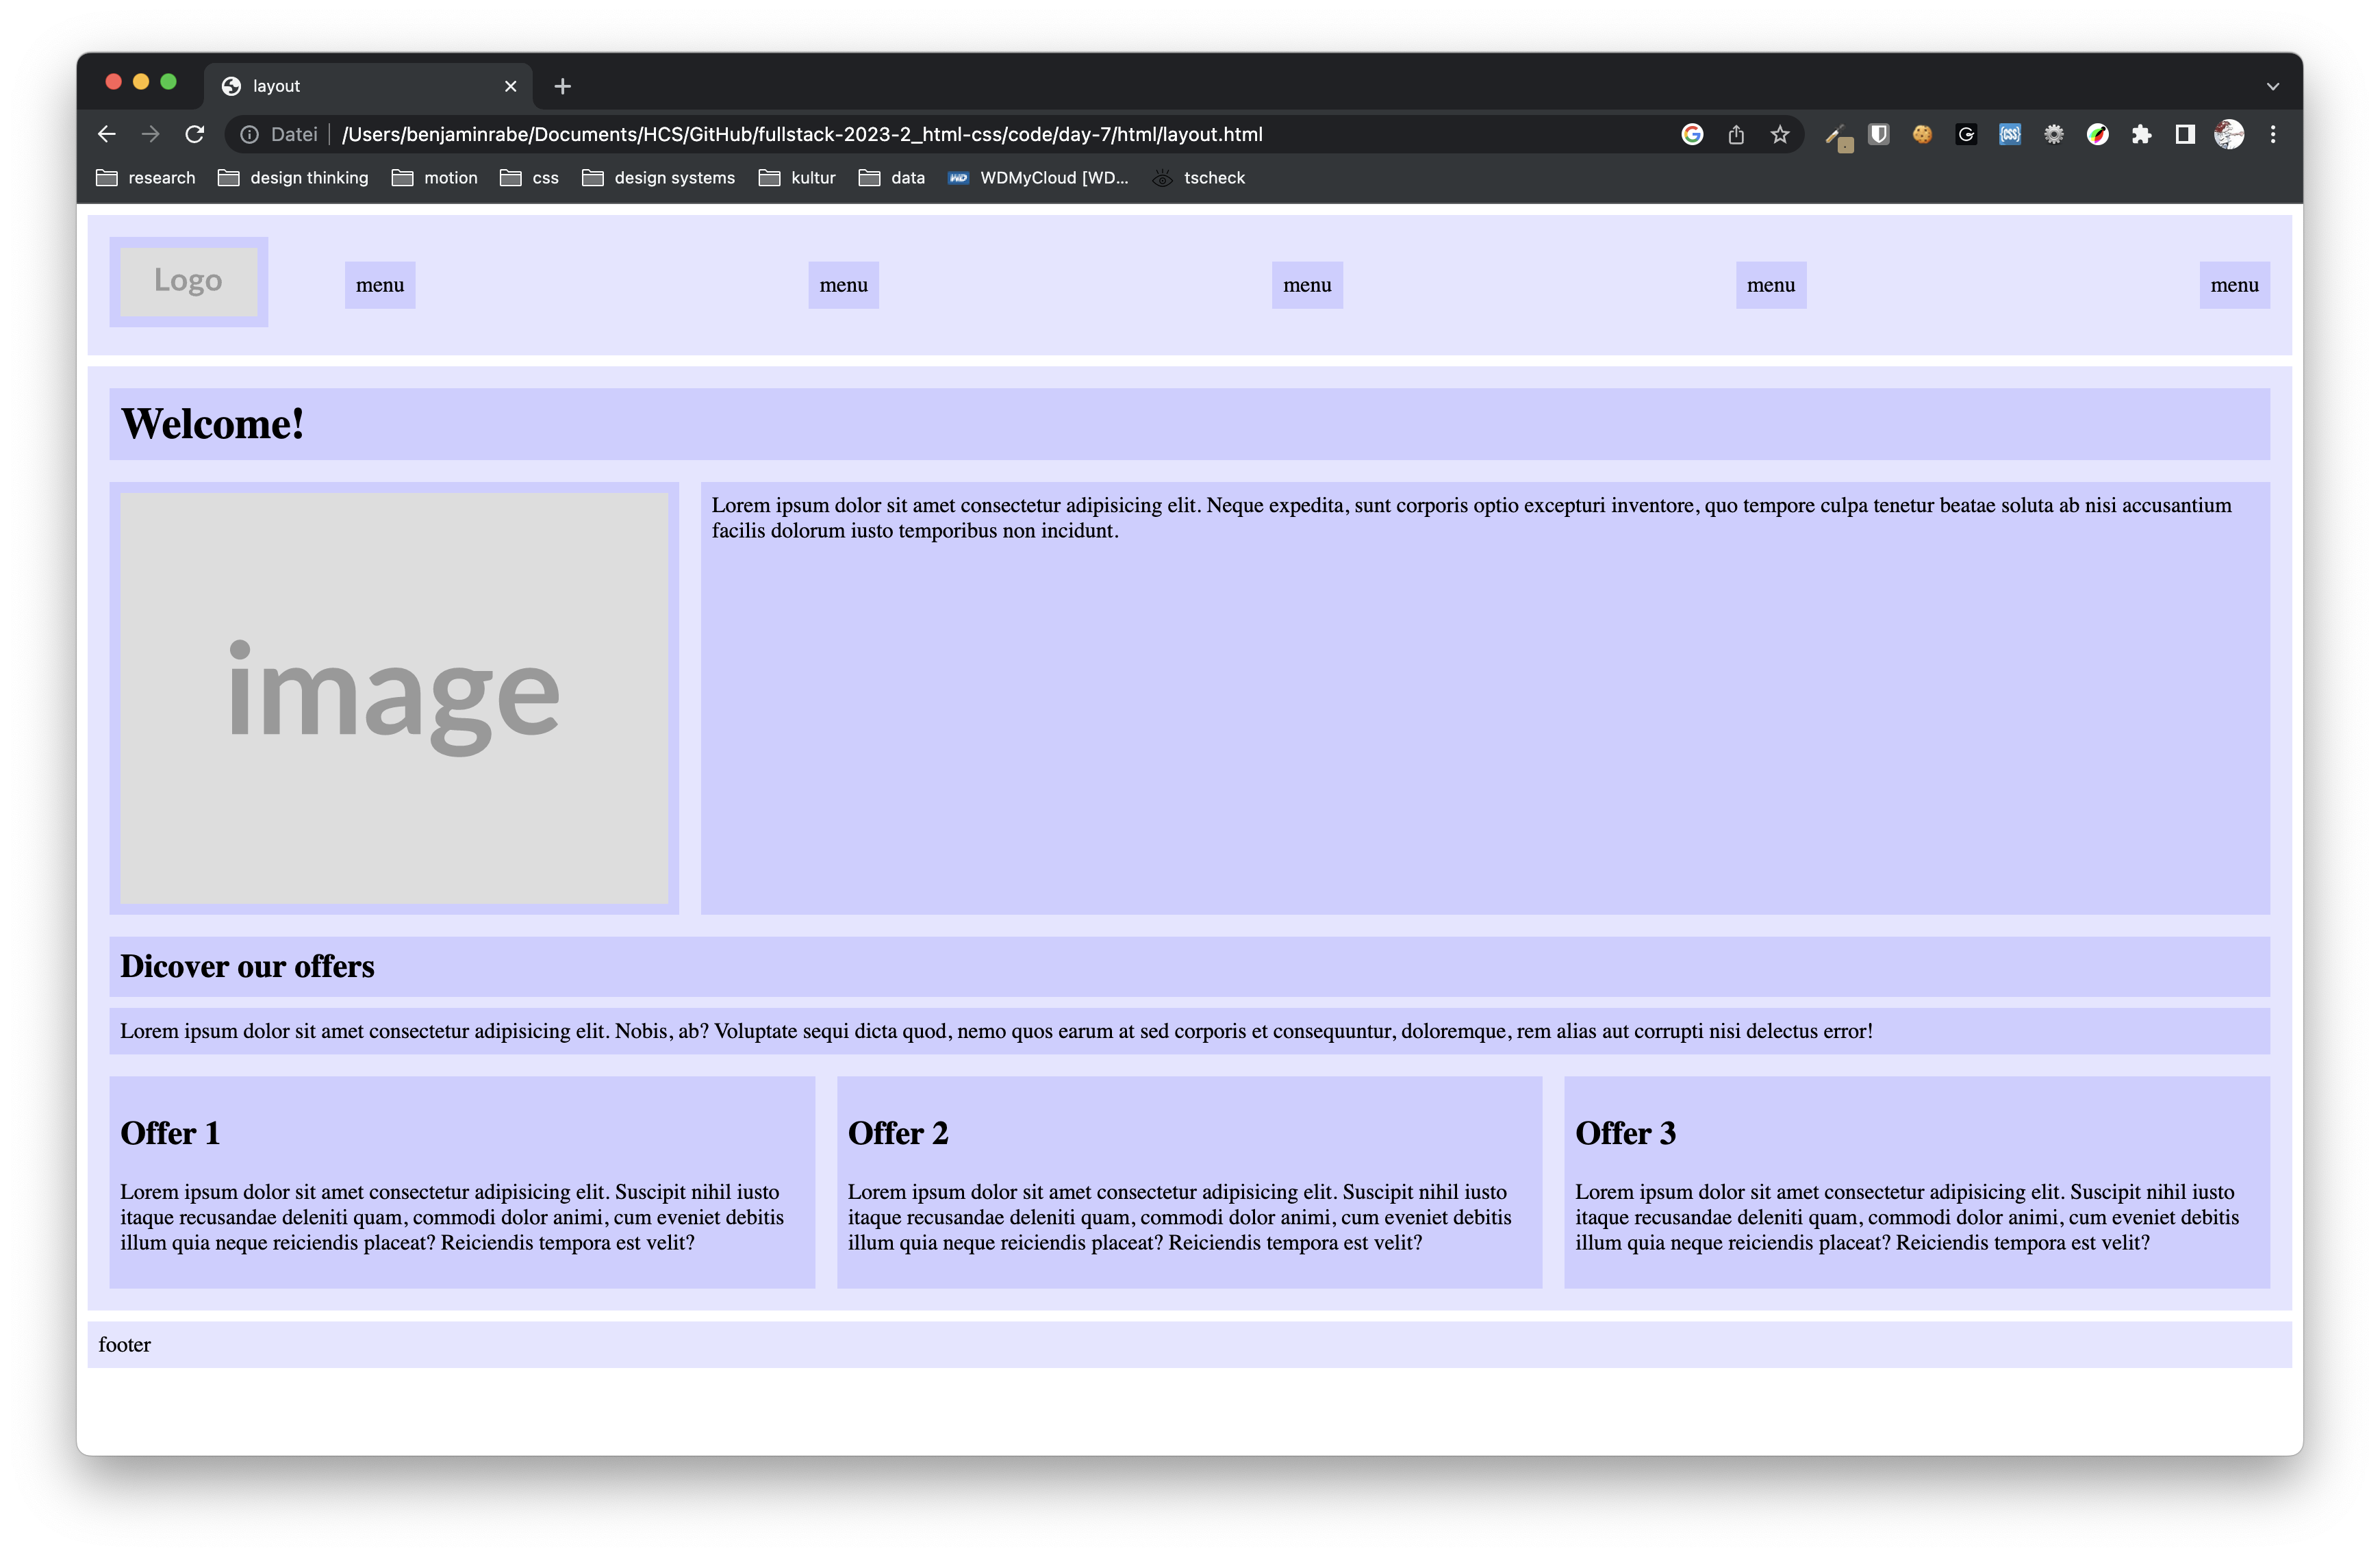 layout
Datei /Users/benjaminrabe/Documents/HCS/GitHub/fullstack-2023-2_html-css/code/day-7/html/layout.html
research design thinking motion css design systems kultur data WD WDMyCloud [WD... tscheck
Logo menu menu menu menu menu
Welcome!
image
Lorem ipsum dolor sit amet consectetur adipisicing elit. Neque expedita, sunt corporis optio excepturi inventore, quo tempore culpa tenetur beatae soluta ab nisi accusantium
facilis dolorum iusto temporibus non incidunt.
Dicover our offers
Lorem ipsum dolor sit amet consectetur adipisicing elit. Nobis, ab? Voluptate sequi dicta quod, nemo quos earum at sed corporis et consequuntur, doloremque, rem alias aut corrupti nisi delectus error!
Offer 1
Lorem ipsum dolor sit amet consectetur adipisicing elit. Suscipit nihil iusto
itaque recusandae deleniti quam, commodi dolor animi, cum eveniet debitis
illum quia neque reiciendis placeat? Reiciendis tempora est velit?
Offer 2
Lorem ipsum dolor sit amet consectetur adipisicing elit. Suscipit nihil iusto
itaque recusandae deleniti quam, commodi dolor animi, cum eveniet debitis
illum quia neque reiciendis placeat? Reiciendis tempora est velit?
Offer 3
Lorem ipsum dolor sit amet consectetur adipisicing elit. Suscipit nihil iusto
itaque recusandae deleniti quam, commodi dolor animi, cum eveniet debitis
illum quia neque reiciendis placeat? Reiciendis tempora est velit?
footer